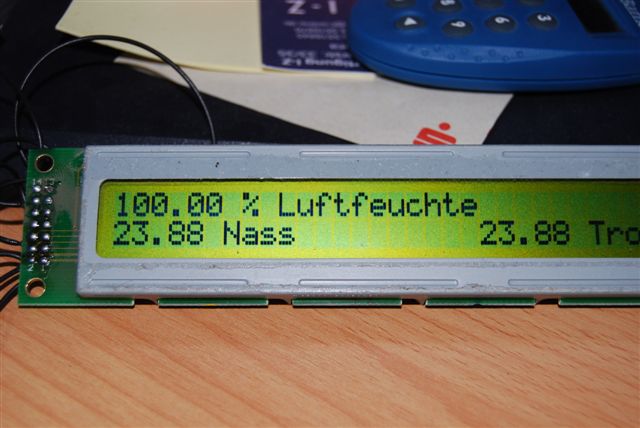 100.00 % Luftfeuchte
23.88 Nass 23.88 Tro